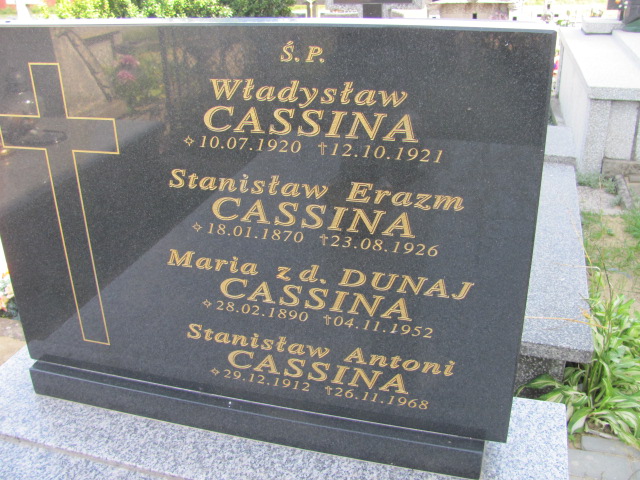 Ś. P.
Władysław
CASSINA
✧10.07.1920 †12.10.1921
Stanisław Erazm
CASSINA
✧18.01.1870 †23.08.1926
Maria z d. DUNAJ
CASSINA
✧28.02.1890 †04.11.1952
Stanisław Antoni
CASSINA
✧29.12.1912 †26.11.1968